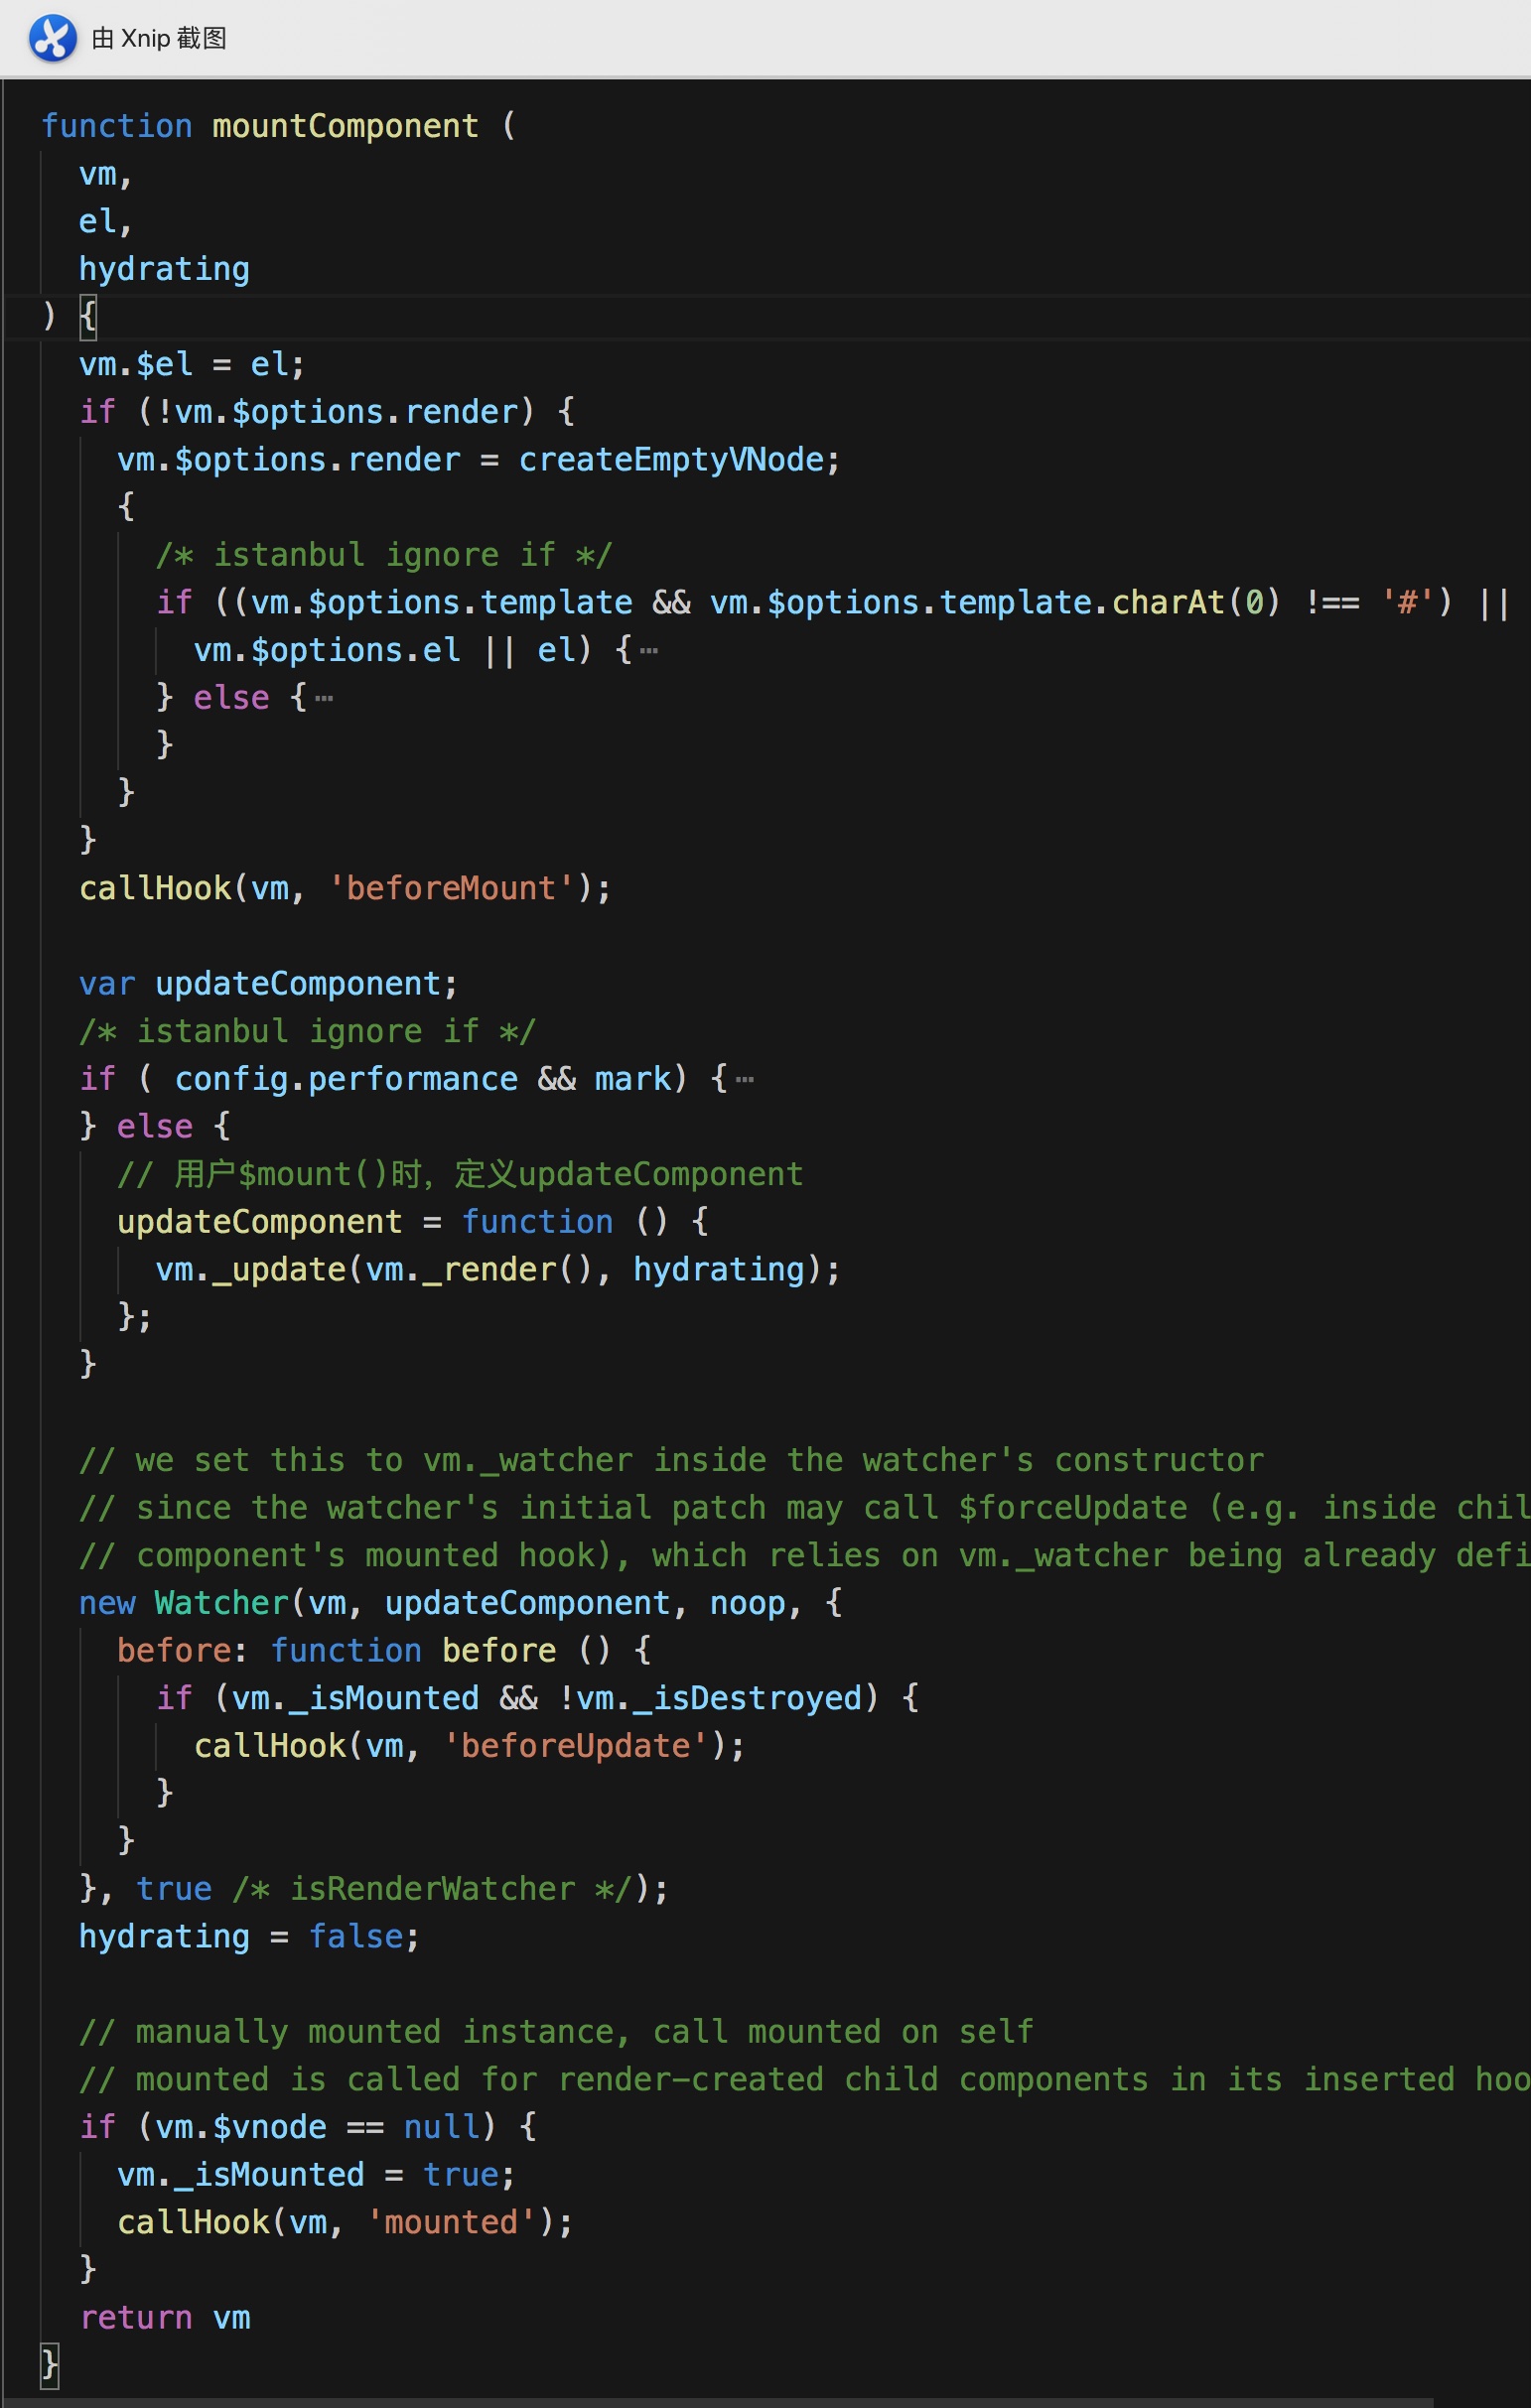 由 Xnip 截图
function mountComponent (
  vm,
  el,
  hydrating
) {
  vm.$el = el;
  if (!vm.$options.render) {
    vm.$options.render = createEmptyVNode;
    {
      /* istanbul ignore if */
      if ((vm.$options.template && vm.$options.template.charAt(0) !== '#') ||
        vm.$options.el || el) {⋯
      } else {⋯
      }
    }
  }
  callHook(vm, 'beforeMount');

  var updateComponent;
  /* istanbul ignore if */
  if ( config.performance && mark) {⋯
  } else {
    // 用户$mount()时，定义updateComponent
    updateComponent = function () {
      vm._update(vm._render(), hydrating);
    };
  }

  // we set this to vm._watcher inside the watcher's constructor
  // since the watcher's initial patch may call $forceUpdate (e.g. inside chil
  // component's mounted hook), which relies on vm._watcher being already defi
  new Watcher(vm, updateComponent, noop, {
    before: function before () {
      if (vm._isMounted && !vm._isDestroyed) {
        callHook(vm, 'beforeUpdate');
      }
    }
  }, true /* isRenderWatcher */);
  hydrating = false;

  // manually mounted instance, call mounted on self
  // mounted is called for render-created child components in its inserted hoo
  if (vm.$vnode == null) {
    vm._isMounted = true;
    callHook(vm, 'mounted');
  }
  return vm
}